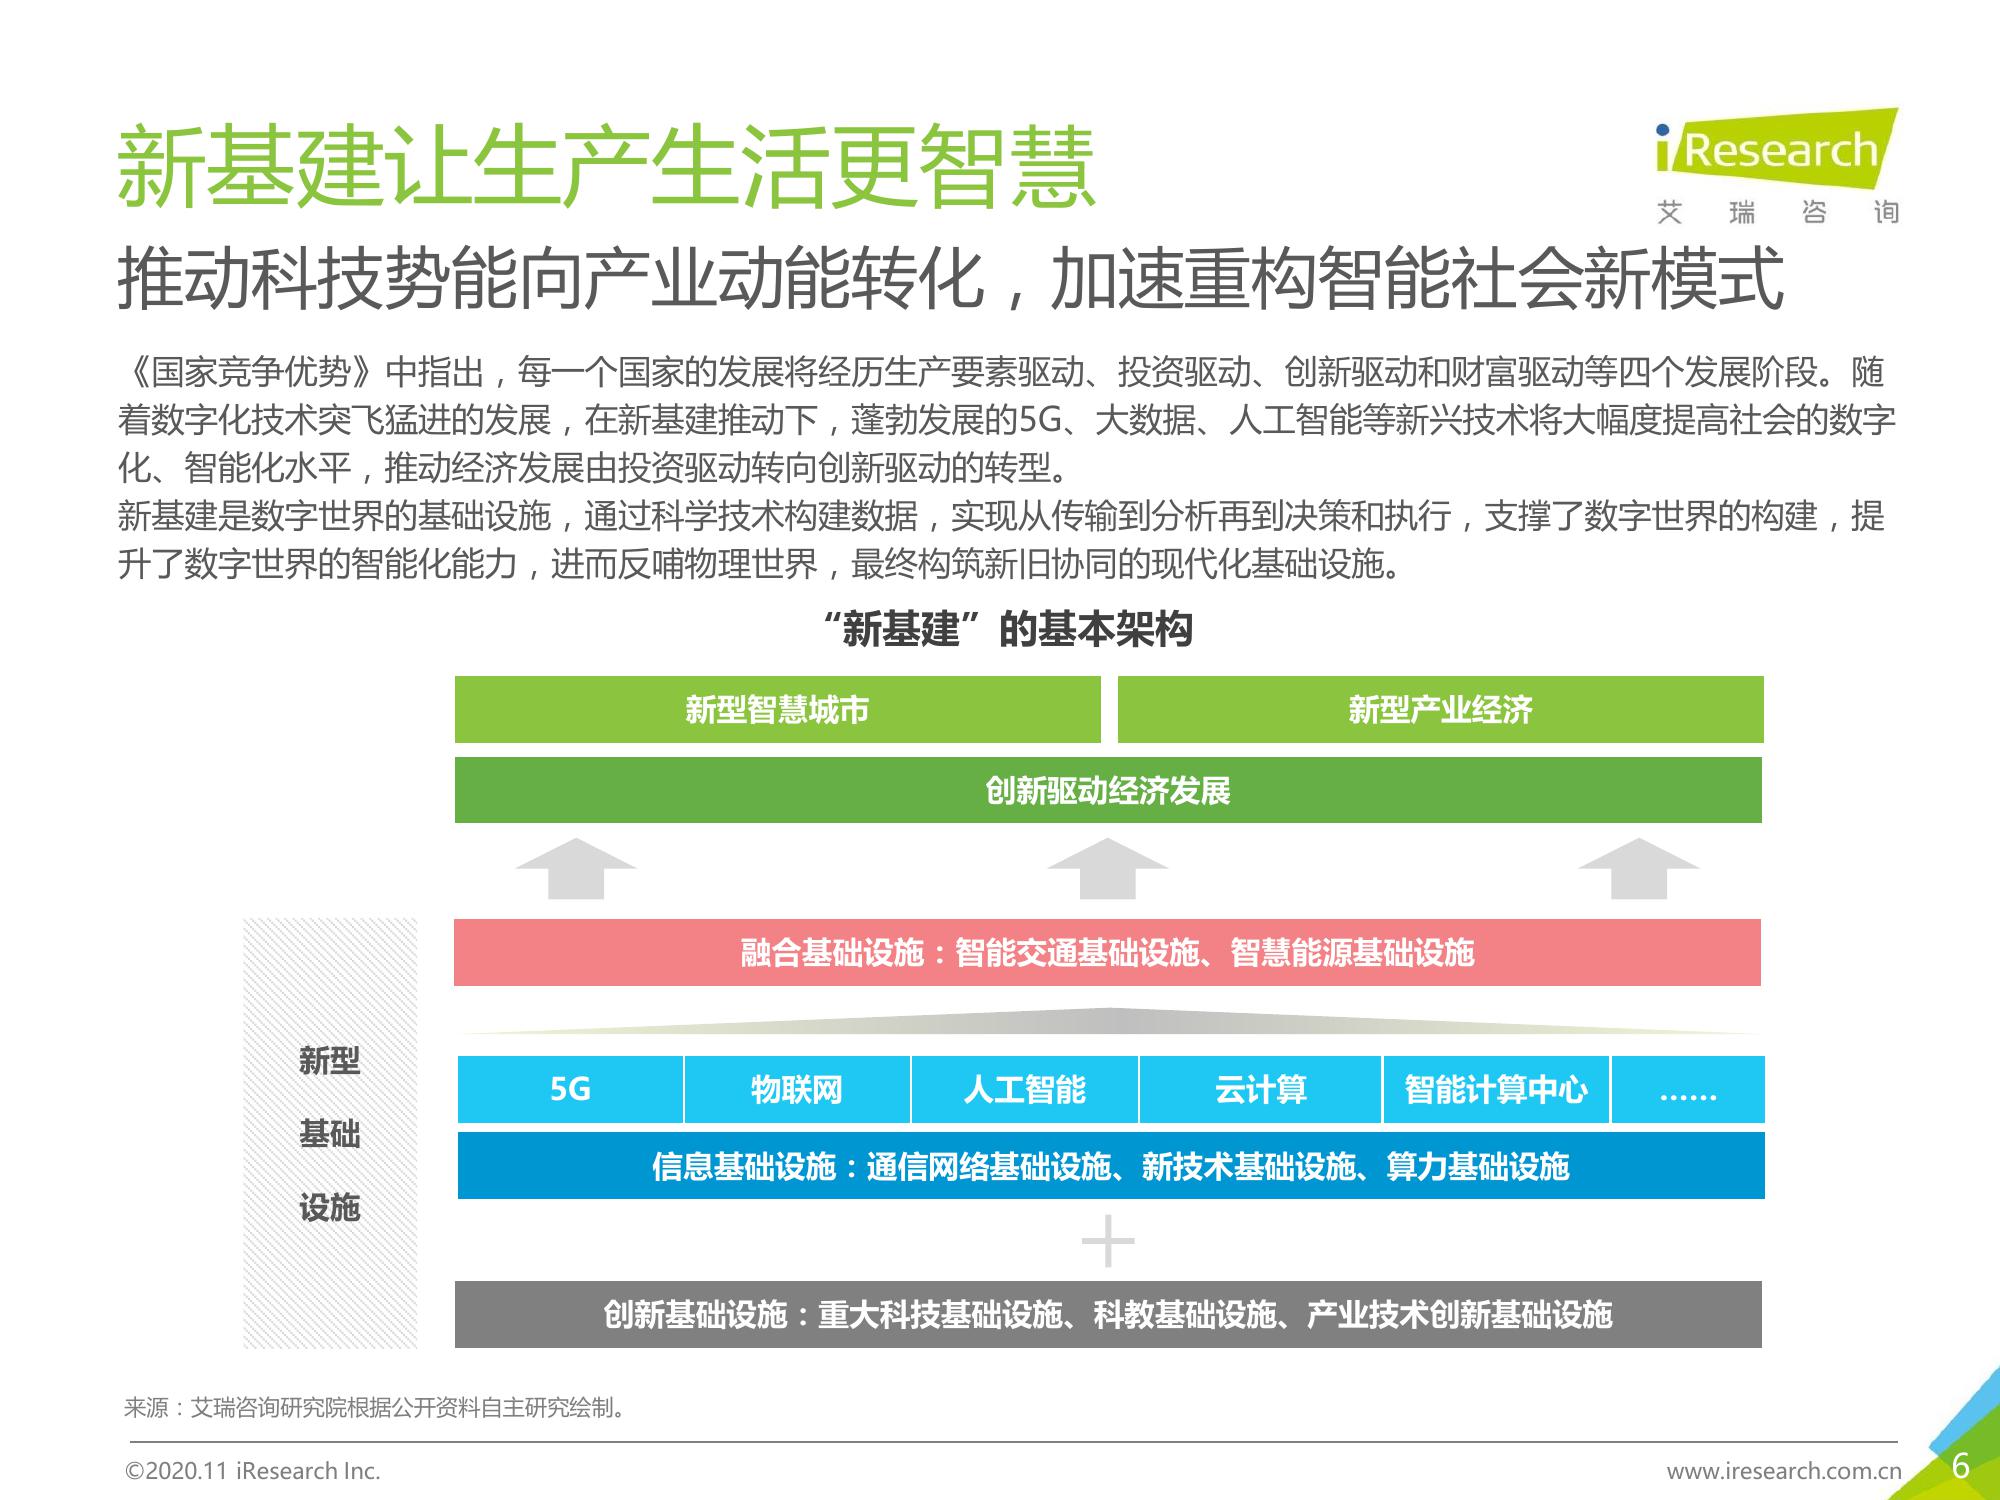 新基建让生产生活更智慧
iResearch
艾瑞咨询
推动科技势能向产业动能转化，加速重构智能社会新模式
《国家竞争优势》中指出，每一个国家的发展将经历生产要素驱动、投资驱动、创新驱动和财富驱动等四个发展阶段。随
着数字化技术突飞猛进的发展，在新基建推动下，蓬勃发展的5G、大数据、人工智能等新兴技术将大幅度提高社会的数字
化、智能化水平，推动经济发展由投资驱动转向创新驱动的转型。
新基建是数字世界的基础设施，通过科学技术构建数据，实现从传输到分析再到决策和执行，支撑了数字世界的构建，提
升了数字世界的智能化能力，进而反哺物理世界，最终构筑新旧协同的现代化基础设施。
“新基建”的基本架构
新型智慧城市
新型产业经济
创新驱动经济发展
融合基础设施：智能交通基础设施、智慧能源基础设施
新型
基础
设施
5G
物联网
人工智能
云计算
智能计算中心
……
信息基础设施：通信网络基础设施、新技术基础设施、算力基础设施
创新基础设施：重大科技基础设施、科教基础设施、产业技术创新基础设施
来源：艾瑞咨询研究院根据公开资料自主研究绘制。
©2020.11 iResearch Inc.
www.iresearch.com.cn
6